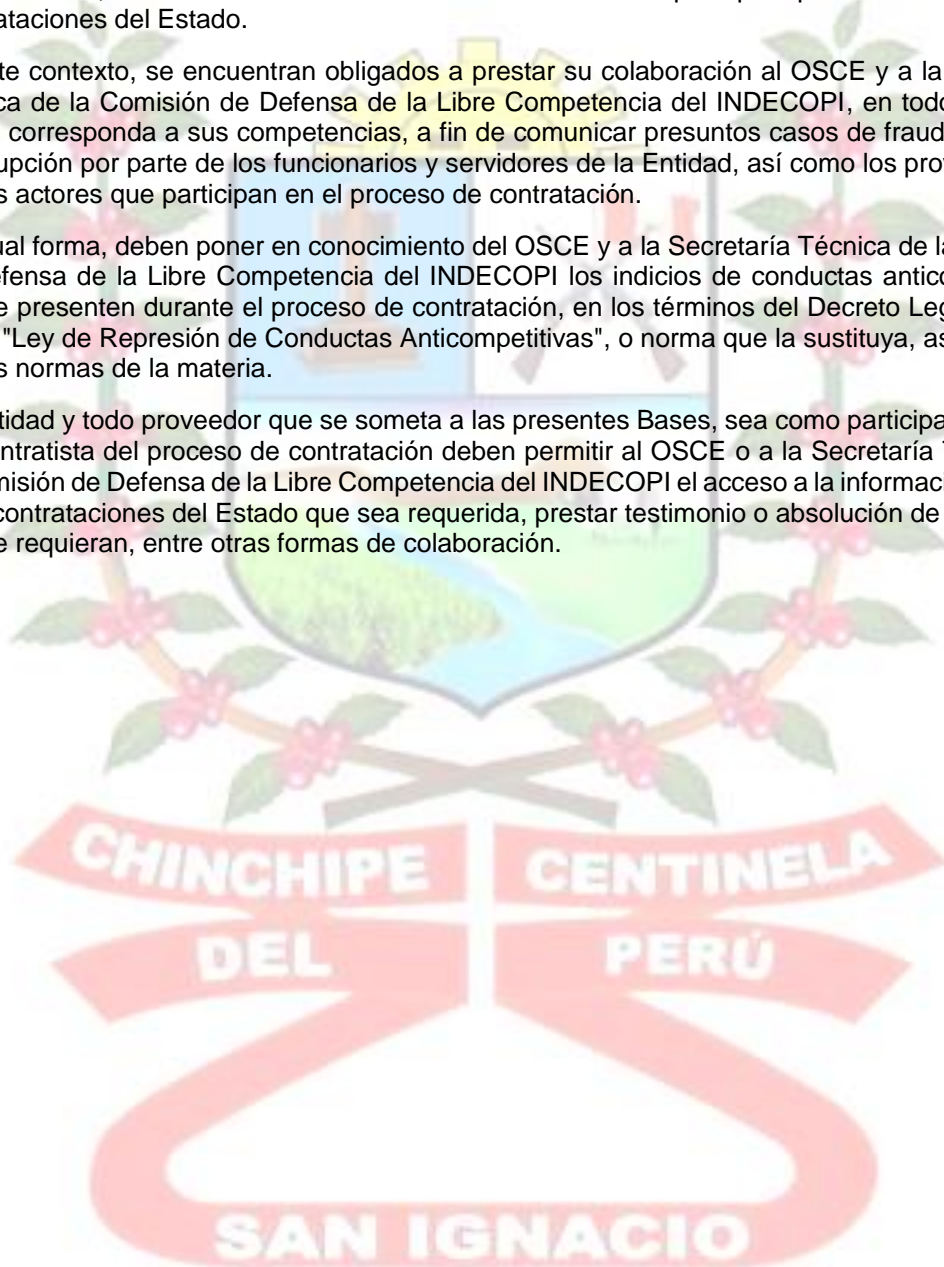 ataciones del Estado.
te contexto, se encuentran obligados a prestar su colaboración al OSCE y a la
ca de la Comisión de Defensa de la Libre Competencia del INDECOPI, en todo
corresponda a sus competencias, a fin de comunicar presuntos casos de fraud
upción por parte de los funcionarios y servidores de la Entidad, así como los prov
s actores que participan en el proceso de contratación.
ual forma, deben poner en conocimiento del OSCE y a la Secretaría Técnica de la
efensa de la Libre Competencia del INDECOPI los indicios de conductas antico
e presenten durante el proceso de contratación, en los términos del Decreto Leg
"Ley de Represión de Conductas Anticompetitivas", o norma que la sustituya, as
s normas de la materia.
tidad y todo proveedor que se someta a las presentes Bases, sea como participa
ntratista del proceso de contratación deben permitir al OSCE o a la Secretaría
misión de Defensa de la Libre Competencia del INDECOPI el acceso a la informaci
contrataciones del Estado que sea requerida, prestar testimonio o absolución de
e requieran, entre otras formas de colaboración.
CHINCHIPE CENTINELA
DEL PERÚ
SAN IGNACIO